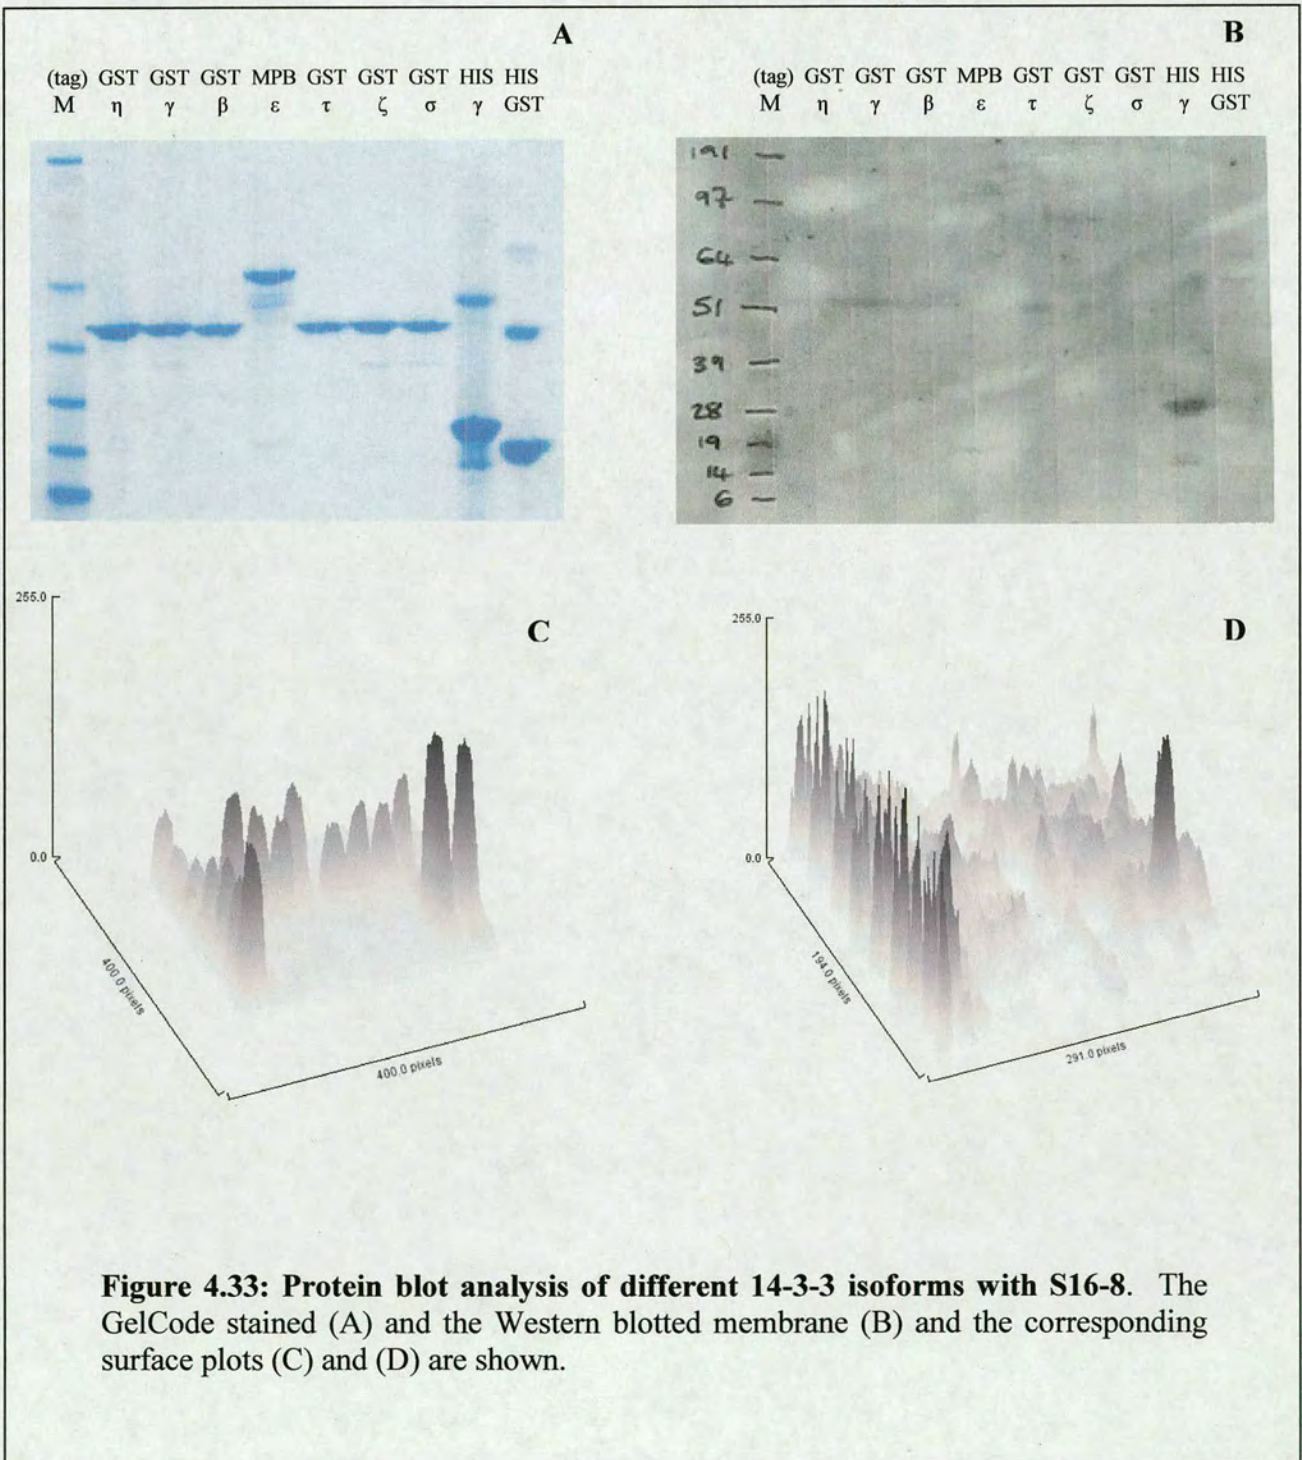 A
(tag) GST GST GST MPB GST GST GST HIS HIS
M η γ β ε τ ζ σ γ GST
B
(tag) GST GST GST MPB GST GST GST HIS HIS
M η γ β ε τ ζ σ γ GST
191
97
64
51
39
28
19
14
6
255.0
C
0.0
400.0 pixels
400.0 pixels
255.0
D
0.0
194.0 pixels
291.0 pixels
Figure 4.33: Protein blot analysis of different 14-3-3 isoforms with S16-8. The
GelCode stained (A) and the Western blotted membrane (B) and the corresponding
surface plots (C) and (D) are shown.